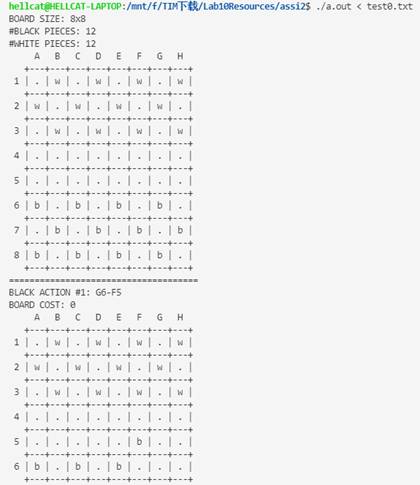 hellcat@HELLCAT-LAPTOP:/mnt/f/TIM下载/Lab10Resources/assi2$ ./a.out < test0.txt
BOARD SIZE: 8x8
#BLACK PIECES: 12
#WHITE PIECES: 12
     A   B   C   D   E   F   G   H
   +---+---+---+---+---+---+---+---+
 1 | . | w | . | w | . | w | . | w |
   +---+---+---+---+---+---+---+---+
 2 | w | . | w | . | w | . | w | . |
   +---+---+---+---+---+---+---+---+
 3 | . | w | . | w | . | w | . | w |
   +---+---+---+---+---+---+---+---+
 4 | . | . | . | . | . | . | . | . |
   +---+---+---+---+---+---+---+---+
 5 | . | . | . | . | . | . | . | . |
   +---+---+---+---+---+---+---+---+
 6 | b | . | b | . | b | . | b | . |
   +---+---+---+---+---+---+---+---+
 7 | . | b | . | b | . | b | . | b |
   +---+---+---+---+---+---+---+---+
 8 | b | . | b | . | b | . | b | . |
   +---+---+---+---+---+---+---+---+
=====================================
BLACK ACTION #1: G6-F5
BOARD COST: 0
     A   B   C   D   E   F   G   H
   +---+---+---+---+---+---+---+---+
 1 | . | w | . | w | . | w | . | w |
   +---+---+---+---+---+---+---+---+
 2 | w | . | w | . | w | . | w | . |
   +---+---+---+---+---+---+---+---+
 3 | . | w | . | w | . | w | . | w |
   +---+---+---+---+---+---+---+---+
 4 | . | . | . | . | . | . | . | . |
   +---+---+---+---+---+---+---+---+
 5 | . | . | . | . | . | b | . | . |
   +---+---+---+---+---+---+---+---+
 6 | b | . | b | . | b | . | . | . |
   +---+---+---+---+---+---+---+---+